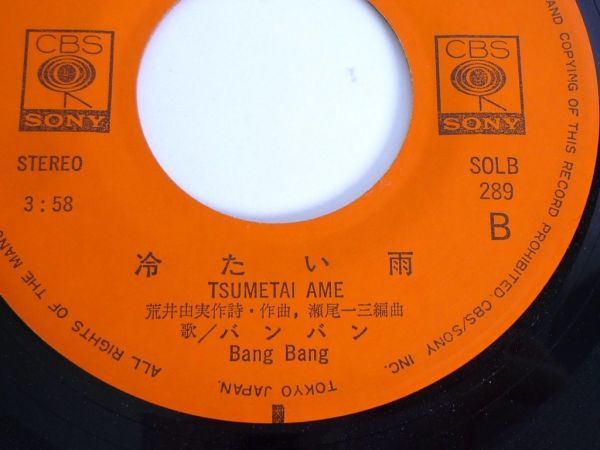 CBS
SONY
CBS
SONY
STEREO
3:58
SOLB
289
B
冷たい雨
TSUMETAI AME
荒井由実作詩・作曲, 瀬尾一三編曲
歌/バンバン
Bang Bang
ALL RIGHTS OF THE MANU
AND COPYING OF THIS RECORD PROHIBITED. CBS/SONY INC.
TOKYO JAPAN.